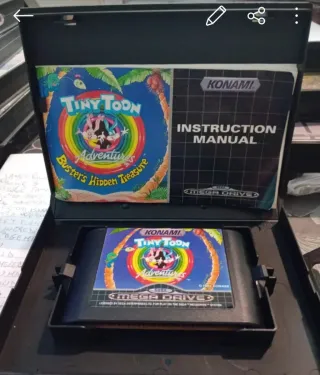 KONAMI
TINY TOON
Adventures
Buster's Hidden Treasure
INSTRUCTION
MANUAL
MEGA DRIVE
KONAMI
TINY TOON
Adventures
MEGA DRIVE